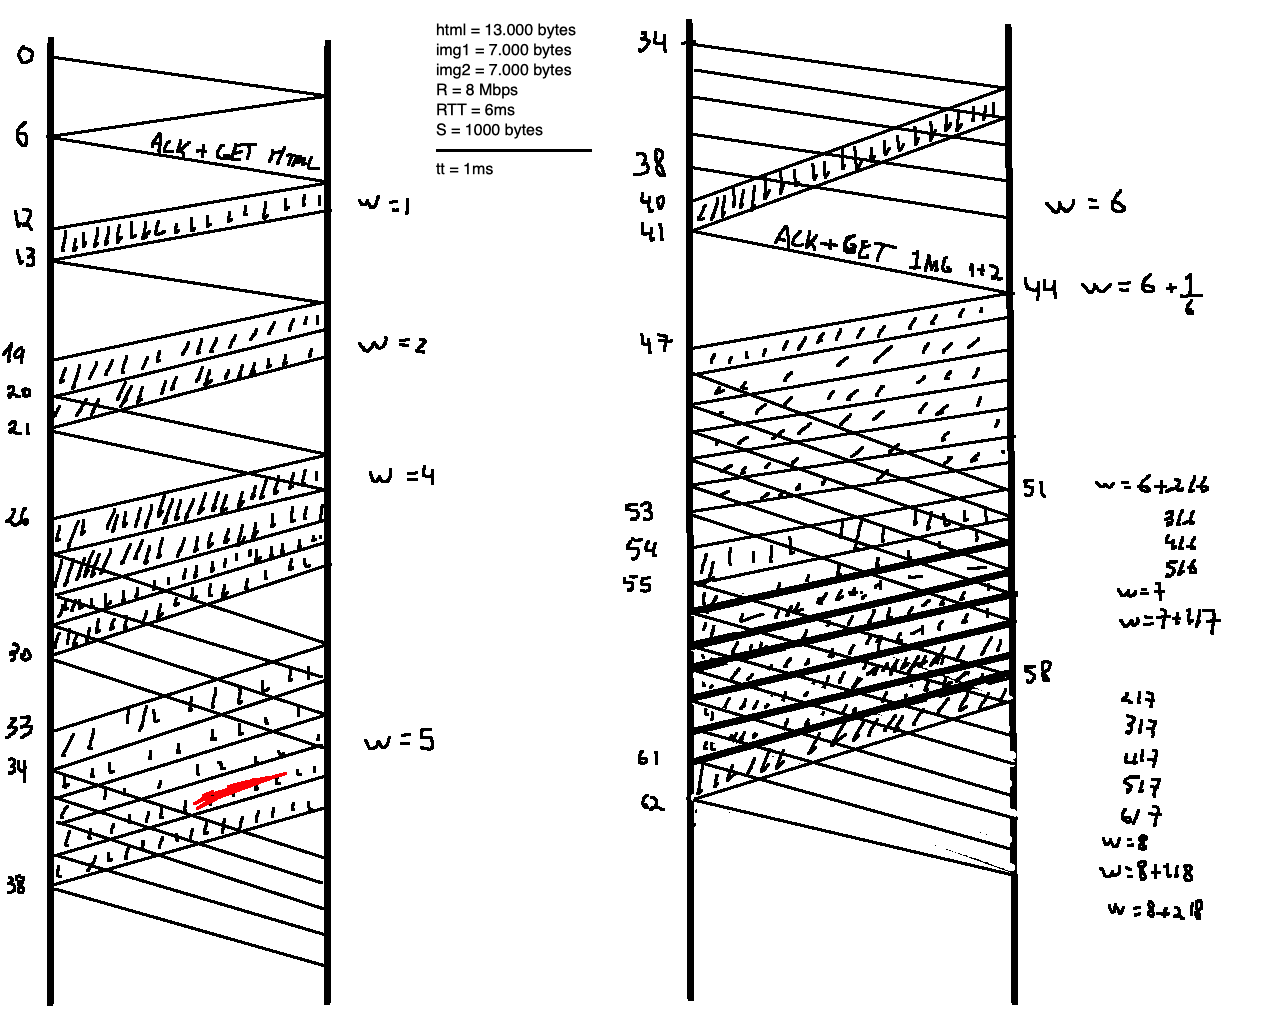 html = 13.000 bytes
img1 = 7.000 bytes
img2 = 7.000 bytes
R = 8 Mbps
RTT = 6ms
S = 1000 bytes
tt = 1ms
0
6
ACK + GET HTML
12
W = 1
13
19
W = 2
20
21
26
W = 4
30
33
34
W = 5
38
34
38
40
W = 6
41
ACK + GET IMG 1+2
44 W = 6 + 1/6
47
51 W = 6 + 2/6
53
3/6
54
4/6
55
5/6
W = 7
W = 7 + 1/7
58
2/7
3/7
61
4/7
5/7
62
6/7
W = 8
W = 8 + 1/8
W = 8 + 2/8